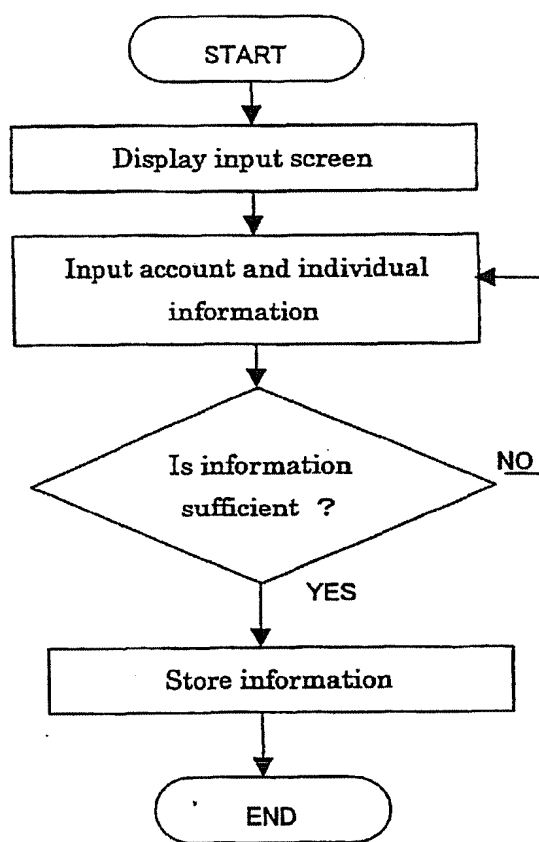 START
Display input screen
Input account and individual
information
Is information
sufficient ?
NO
YES
Store information
END